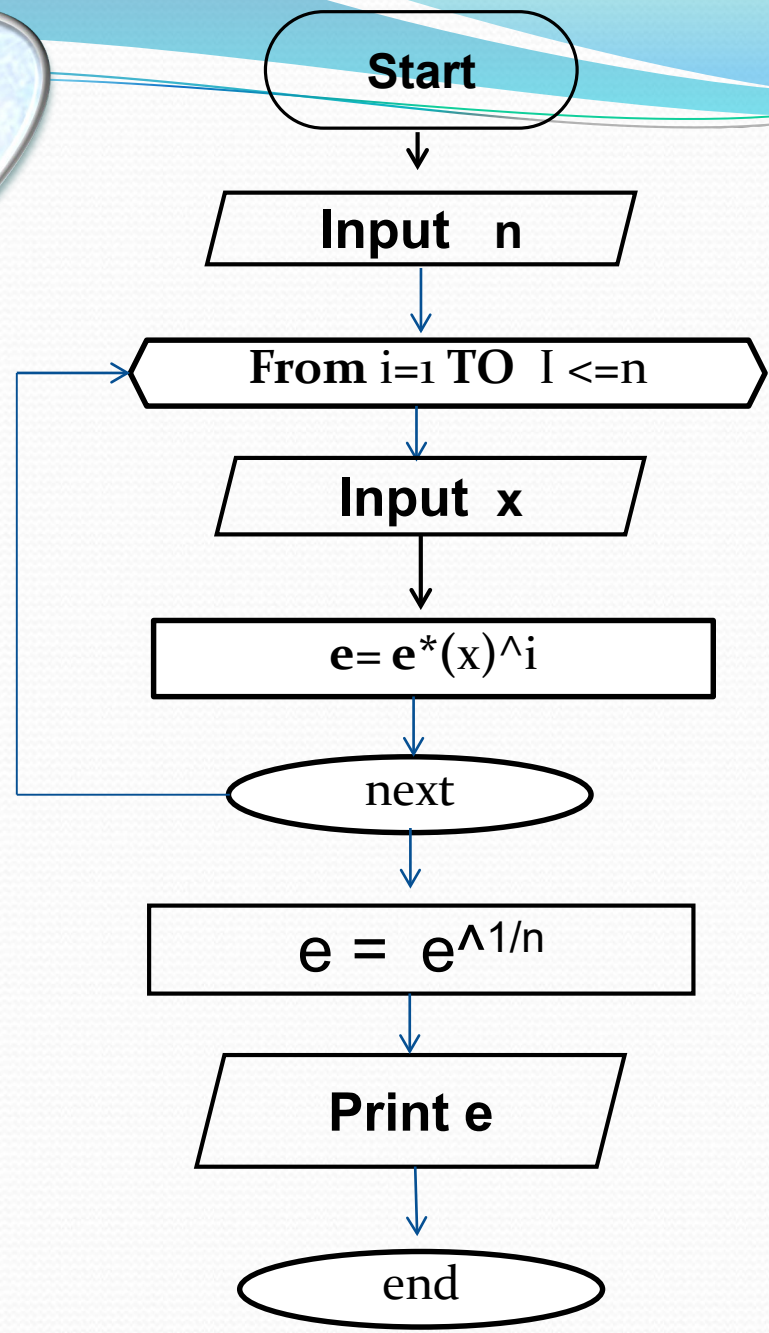 Start
Input n
From i=1 TO I <=n
Input x
e= e*(x)^i
next
e = e^1/n
Print e
end